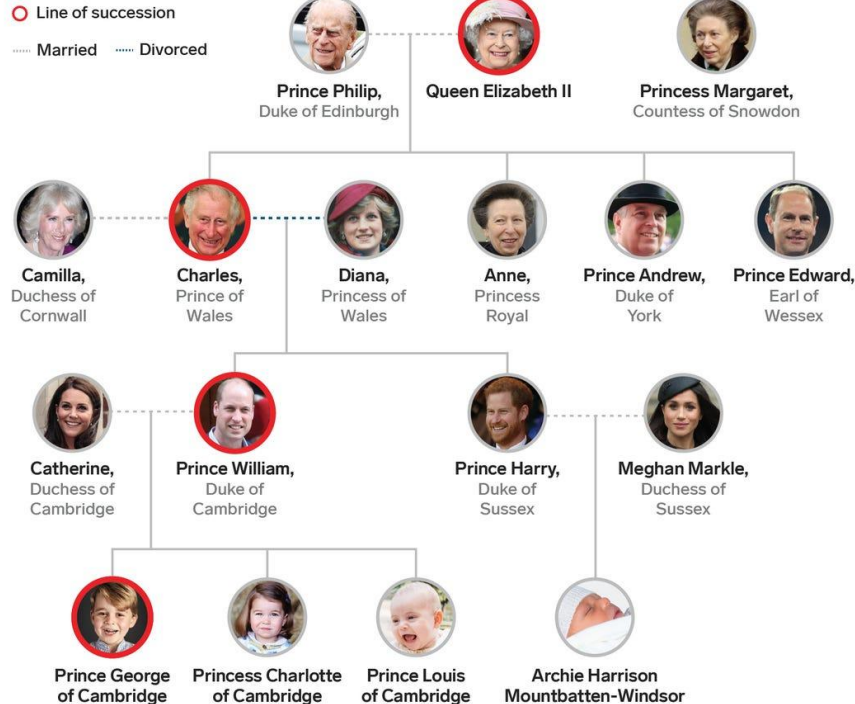 Line of succession
Married
Divorced
Prince Philip,
Duke of Edinburgh
Queen Elizabeth II
Princess Margaret,
Countess of Snowdon
Camilla,
Duchess of
Cornwall
Charles,
Prince of
Wales
Diana,
Princess of
Wales
Anne,
Princess
Royal
Prince Andrew,
Duke of
York
Prince Edward,
Earl of
Wessex
Catherine,
Duchess of
Cambridge
Prince William,
Duke of
Cambridge
Prince Harry,
Duke of
Sussex
Meghan Markle,
Duchess of
Sussex
Prince George
of Cambridge
Princess Charlotte
of Cambridge
Prince Louis
of Cambridge
Archie Harrison
Mountbatten-Windsor